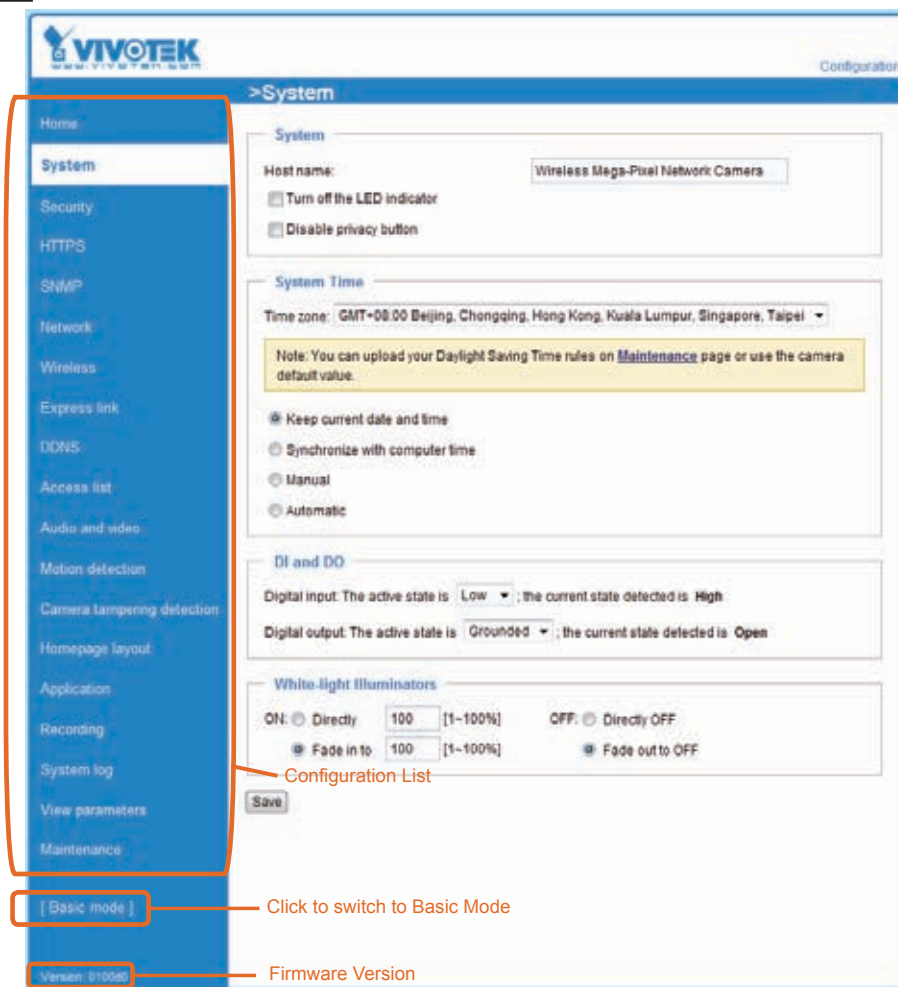 VIVOTEK
www.vivotek.com
Configuration
>System
Home
System
Security
HTTPS
SNMP
Network
Wireless
Express link
DDNS
Access list
Audio and video
Motion detection
Camera tampering detection
Homepage layout
Application
Recording
System log
View parameters
Maintenance
[ Basic mode ]
Version: 0100d0
System
Host name: Wireless Mega-Pixel Network Camera
Turn off the LED indicator
Disable privacy button
System Time
Time zone: GMT+08:00 Beijing, Chongqing, Hong Kong, Kuala Lumpur, Singapore, Taipei
Note: You can upload your Daylight Saving Time rules on Maintenance page or use the camera
default value.
Keep current date and time
Synchronize with computer time
Manual
Automatic
DI and DO
Digital input: The active state is Low ; the current state detected is High
Digital output: The active state is Grounded ; the current state detected is Open
White-light Illuminators
ON: Directly 100 [1~100%] OFF: Directly OFF
Fade in to 100 [1~100%] Fade out to OFF
Configuration List
Save
Click to switch to Basic Mode
Firmware Version